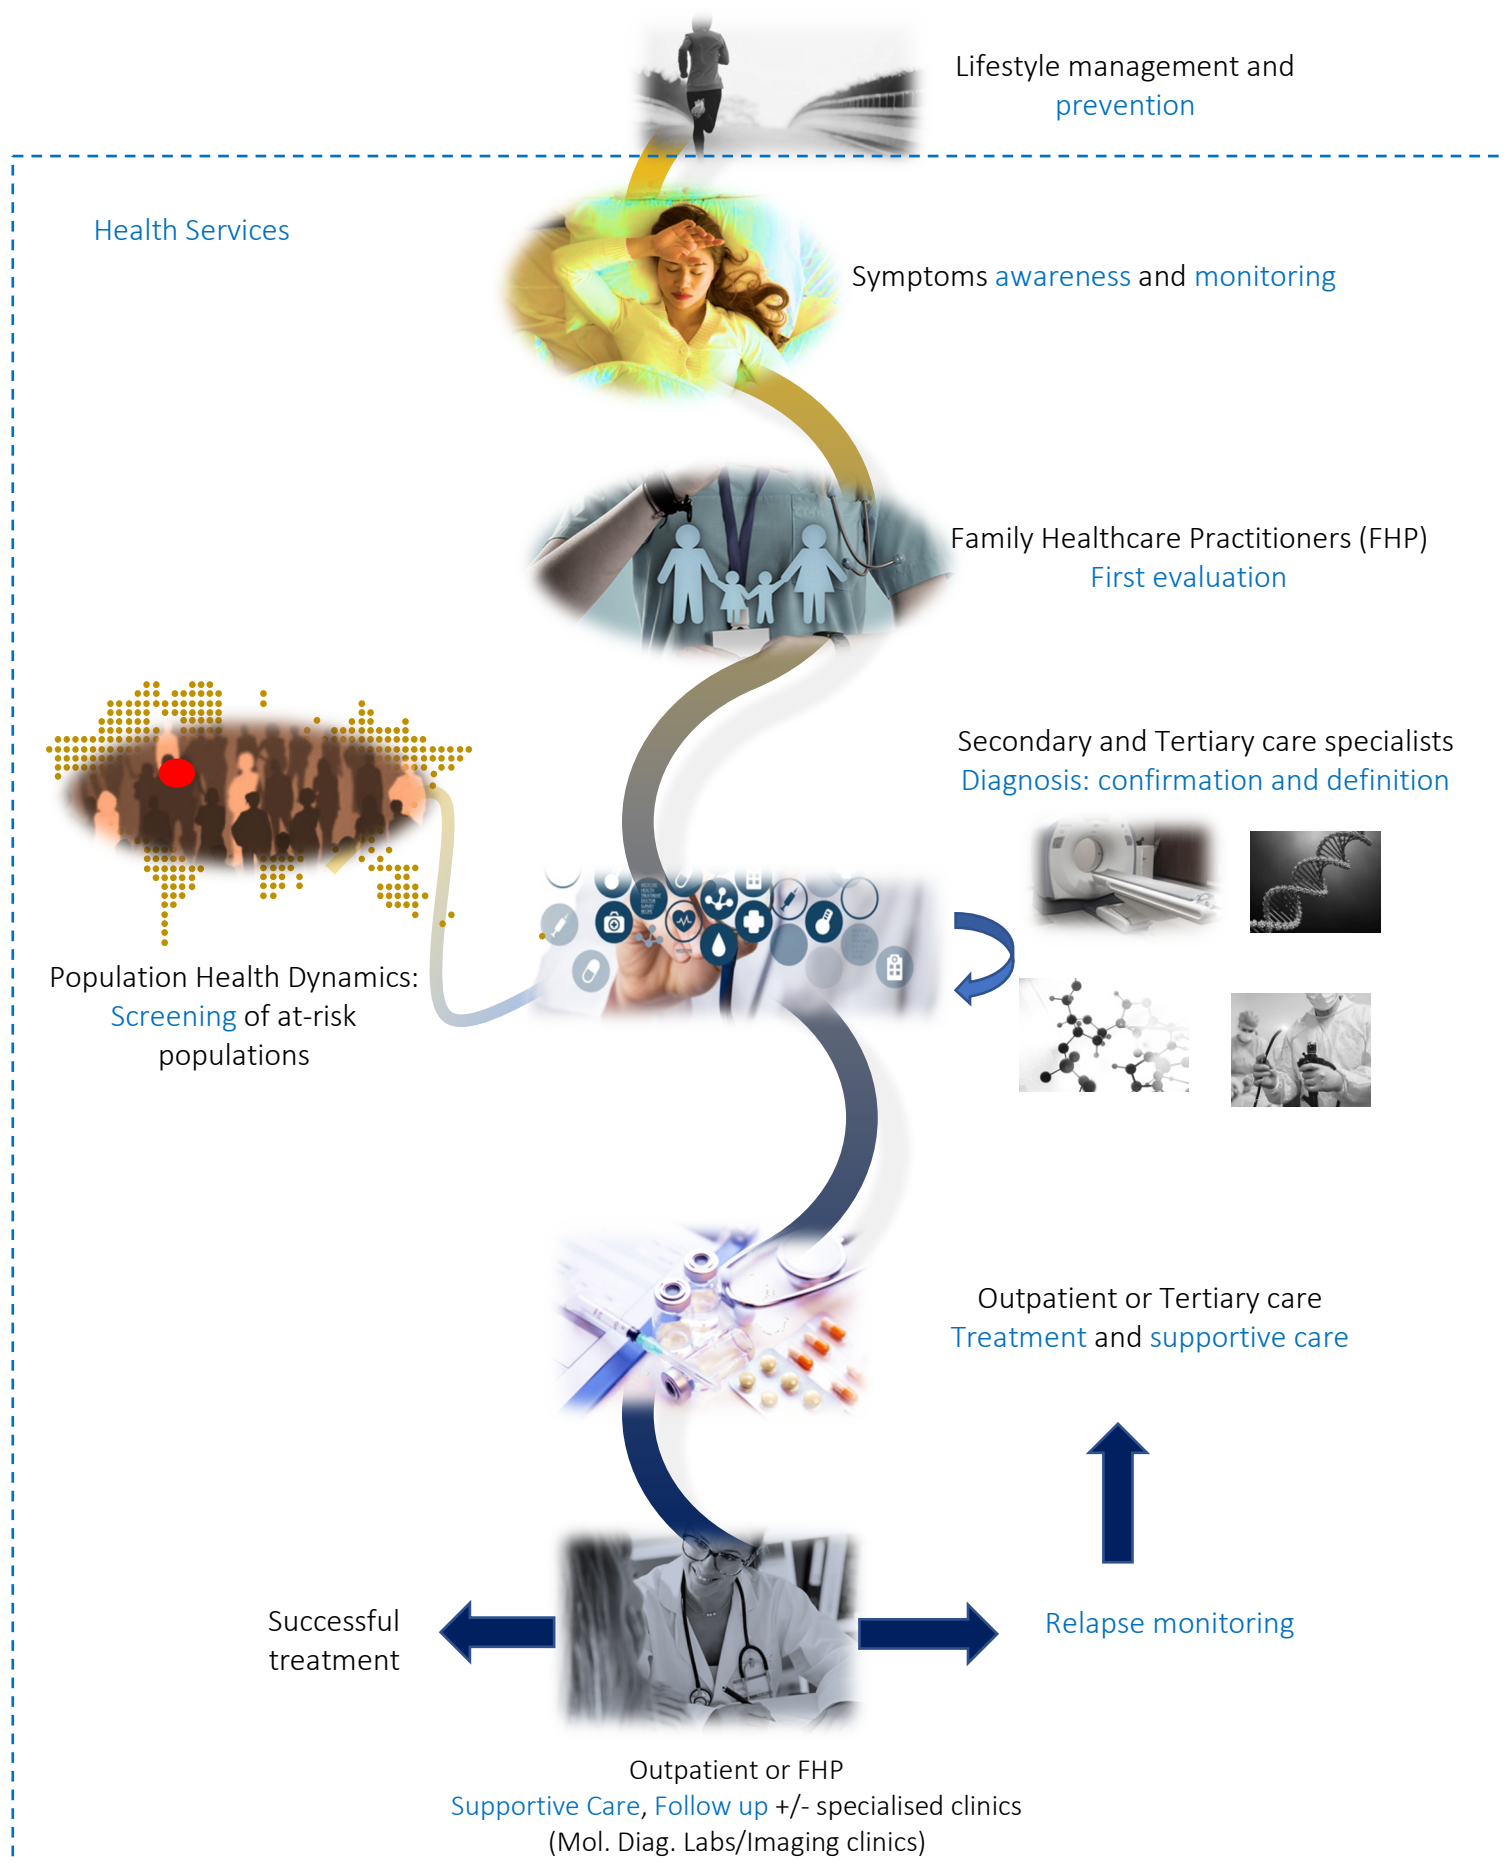 Lifestyle management and
prevention
Health Services
Symptoms awareness and monitoring
Family Healthcare Practitioners (FHP)
First evaluation
Secondary and Tertiary care specialists
Diagnosis: confirmation and definition
Population Health Dynamics:
Screening of at-risk
populations
Outpatient or Tertiary care
Treatment and supportive care
Successful
treatment
Relapse monitoring
Outpatient or FHP
Supportive Care, Follow up +/- specialised clinics
(Mol. Diag. Labs/Imaging clinics)